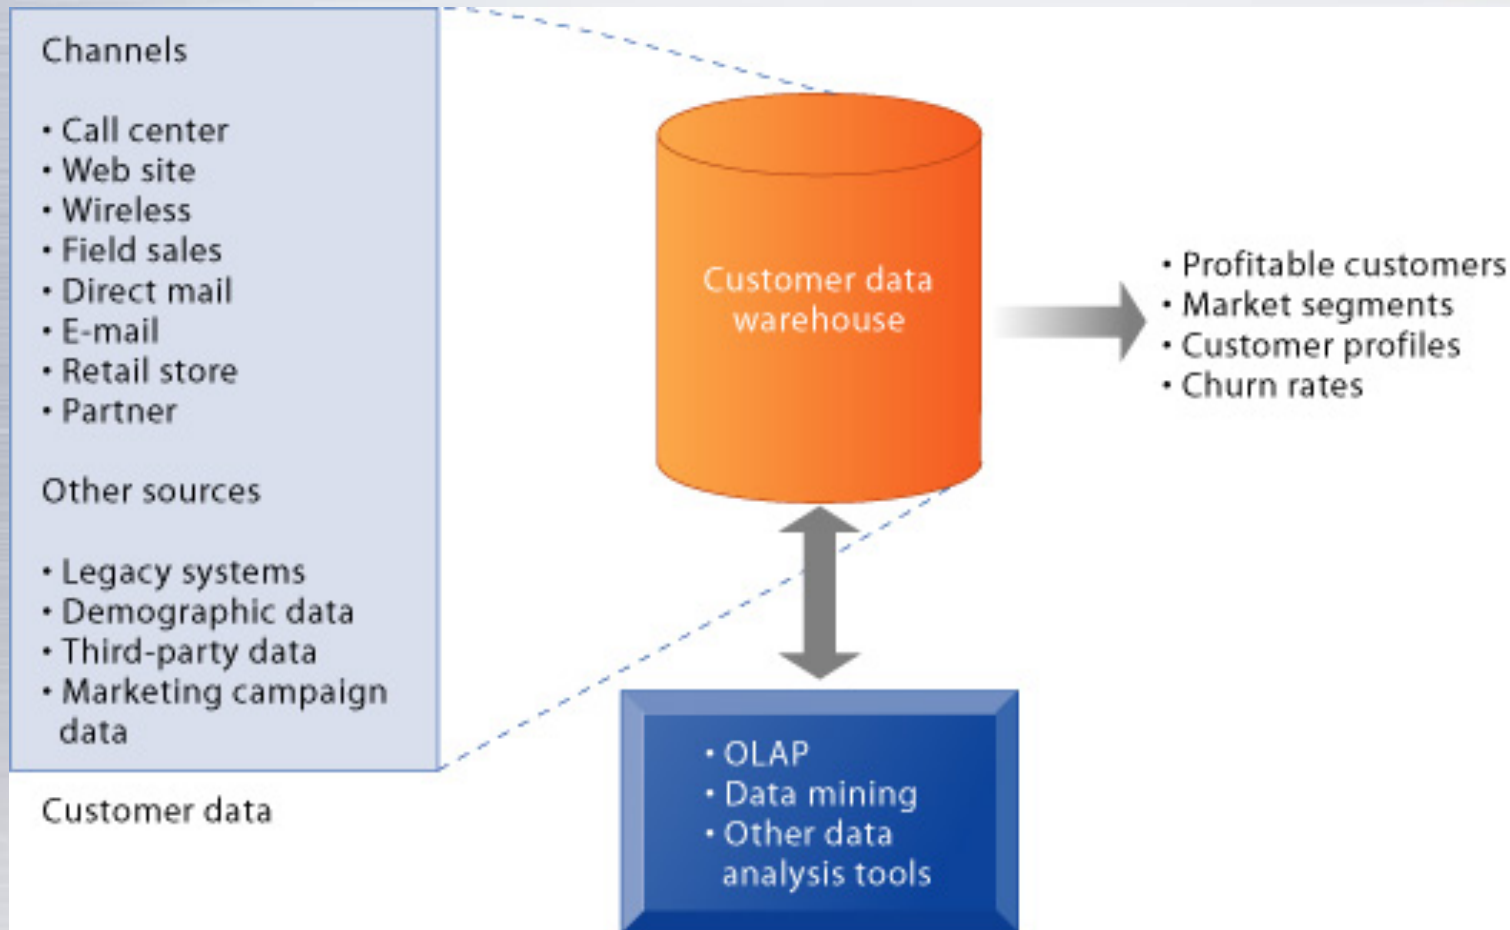 Channels
• Call center
• Web site
• Wireless
• Field sales
• Direct mail
• E-mail
• Retail store
• Partner
Other sources
• Legacy systems
• Demographic data
• Third-party data
• Marketing campaign
data
Customer data
Customer data
warehouse
• Profitable customers
• Market segments
• Customer profiles
• Churn rates
• OLAP
• Data mining
• Other data
analysis tools